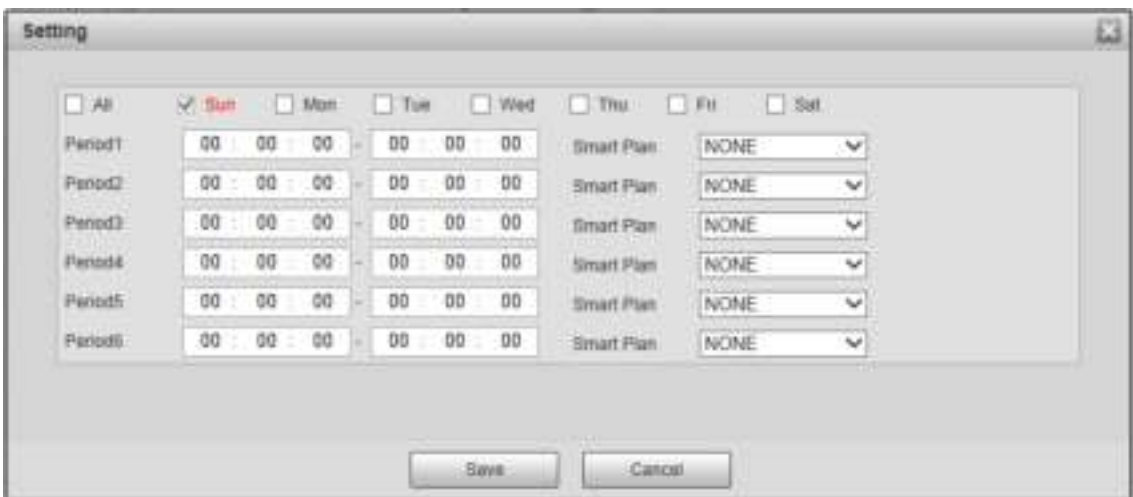 Setting
All Sun Mon Tue Wed Thu Fri Sat
Period1 00 : 00 : 00 - 00 : 00 : 00 Smart Plan NONE
Period2 00 : 00 : 00 - 00 : 00 : 00 Smart Plan NONE
Period3 00 : 00 : 00 - 00 : 00 : 00 Smart Plan NONE
Period4 00 : 00 : 00 - 00 : 00 : 00 Smart Plan NONE
Period5 00 : 00 : 00 - 00 : 00 : 00 Smart Plan NONE
Period6 00 : 00 : 00 - 00 : 00 : 00 Smart Plan NONE
Save Cancel